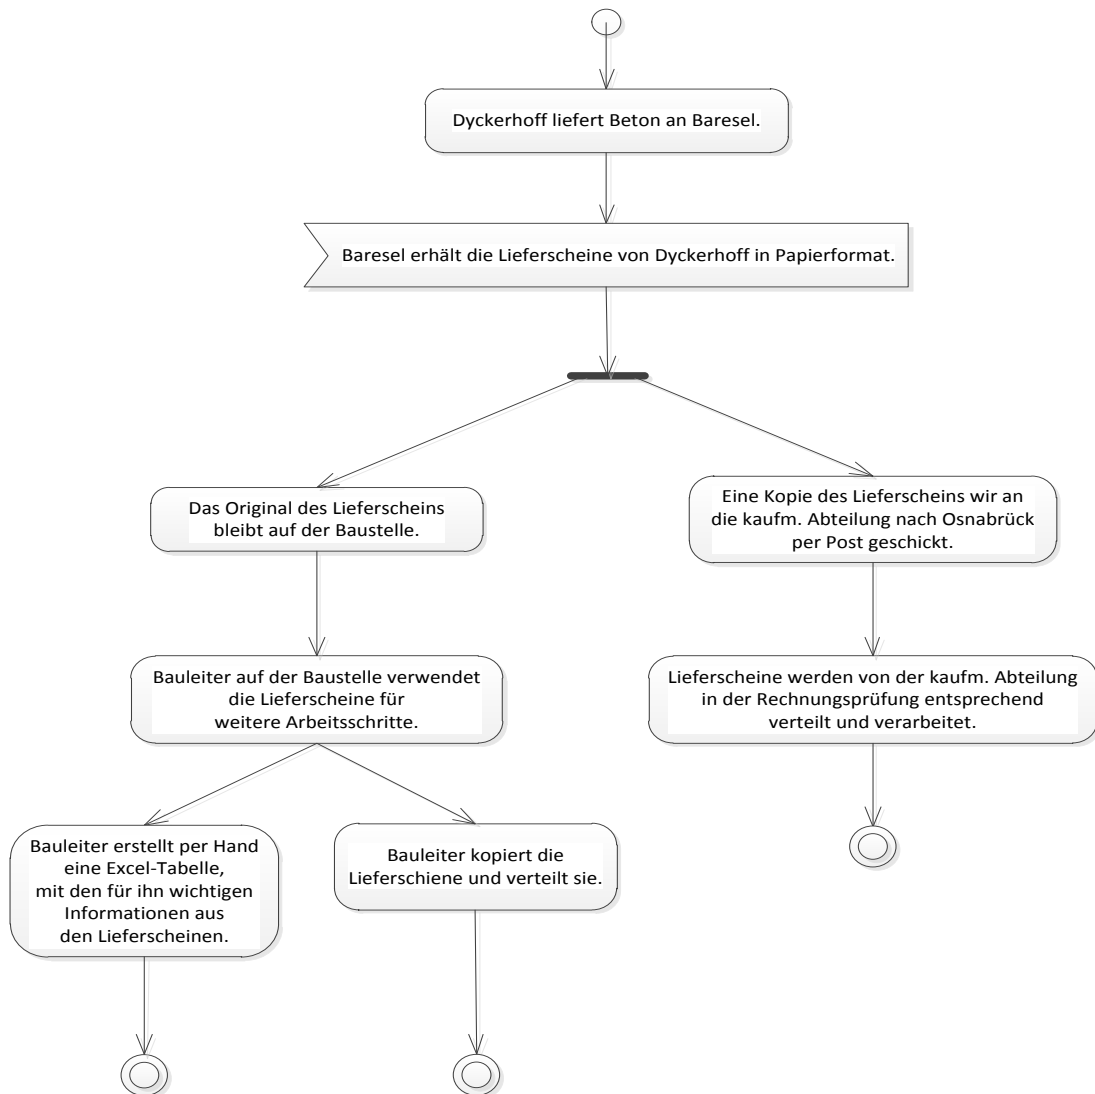 Dyckerhoff liefert Beton an Baresel.
Baresel erhält die Lieferscheine von Dyckerhoff in Papierformat.
Das Original des Lieferscheins
bleibt auf der Baustelle.
Eine Kopie des Lieferscheins wir an
die kaufm. Abteilung nach Osnabrück
per Post geschickt.
Bauleiter auf der Baustelle verwendet
die Lieferscheine für
weitere Arbeitsschritte.
Lieferscheine werden von der kaufm. Abteilung
in der Rechnungsprüfung entsprechend
verteilt und verarbeitet.
Bauleiter erstellt per Hand
eine Excel-Tabelle,
mit den für ihn wichtigen
Informationen aus
den Lieferscheinen.
Bauleiter kopiert die
Lieferschiene und verteilt sie.